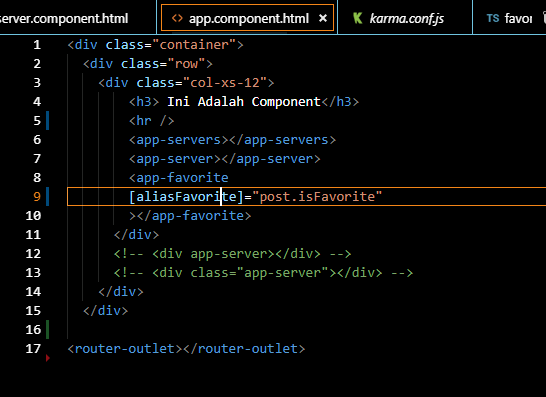 server.component.html
app.component.html ×
karma.conf.js
TS favor
1 <div class="container">
2 <div class="row">
3 <div class="col-xs-12">
4 <h3> Ini Adalah Component</h3>
5 <hr />
6 <app-servers></app-servers>
7 <app-server></app-server>
8 <app-favorite
9 [aliasFavorite]="post.isFavorite"
10 ></app-favorite>
11 </div>
12 <!-- <div app-server></div> -->
13 <!-- <div class="app-server"></div> -->
14 </div>
15 </div>
16
17 <router-outlet></router-outlet>